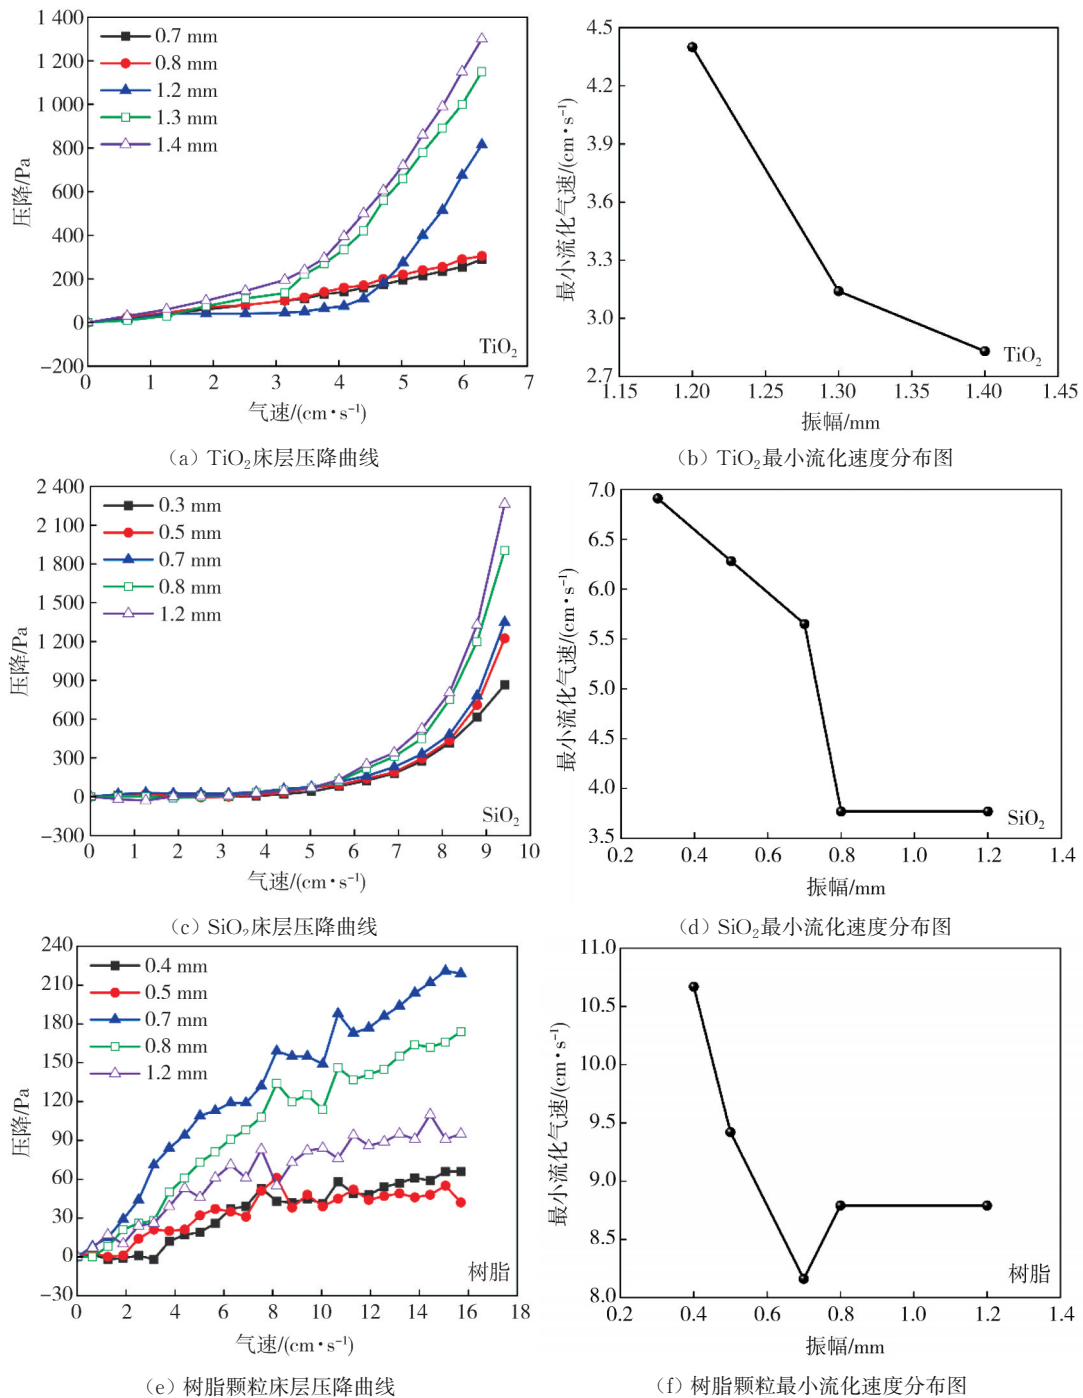 1 400
1 200
1 000
800
600
400
200
0
−200
压降/Pa
0.7 mm
0.8 mm
1.2 mm
1.3 mm
1.4 mm
TiO₂
0 1 2 3 4 5 6 7
气速/(cm·s⁻¹)
(a) TiO₂床层压降曲线
4.5
4.2
3.9
3.6
3.3
3.0
2.7
最小流化气速/(cm·s⁻¹)
TiO₂
1.15 1.20 1.25 1.30 1.35 1.40 1.45
振幅/mm
(b) TiO₂最小流化速度分布图
2 400
2 100
1 800
1 500
1 200
900
600
300
0
−300
压降/Pa
0.3 mm
0.5 mm
0.7 mm
0.8 mm
1.2 mm
SiO₂
0 1 2 3 4 5 6 7 8 9 10
气速/(cm·s⁻¹)
(c) SiO₂床层压降曲线
7.0
6.5
6.0
5.5
5.0
4.5
4.0
3.5
最小流化气速/(cm·s⁻¹)
SiO₂
0.2 0.4 0.6 0.8 1.0 1.2 1.4
振幅/mm
(d) SiO₂最小流化速度分布图
240
210
180
150
120
90
60
30
0
−30
压降/Pa
0.4 mm
0.5 mm
0.7 mm
0.8 mm
1.2 mm
树脂
0 2 4 6 8 10 12 14 16 18
气速/(cm·s⁻¹)
(e) 树脂颗粒床层压降曲线
11.0
10.5
10.0
9.5
9.0
8.5
8.0
最小流化气速/(cm·s⁻¹)
树脂
0.2 0.4 0.6 0.8 1.0 1.2 1.4
振幅/mm
(f) 树脂颗粒最小流化速度分布图